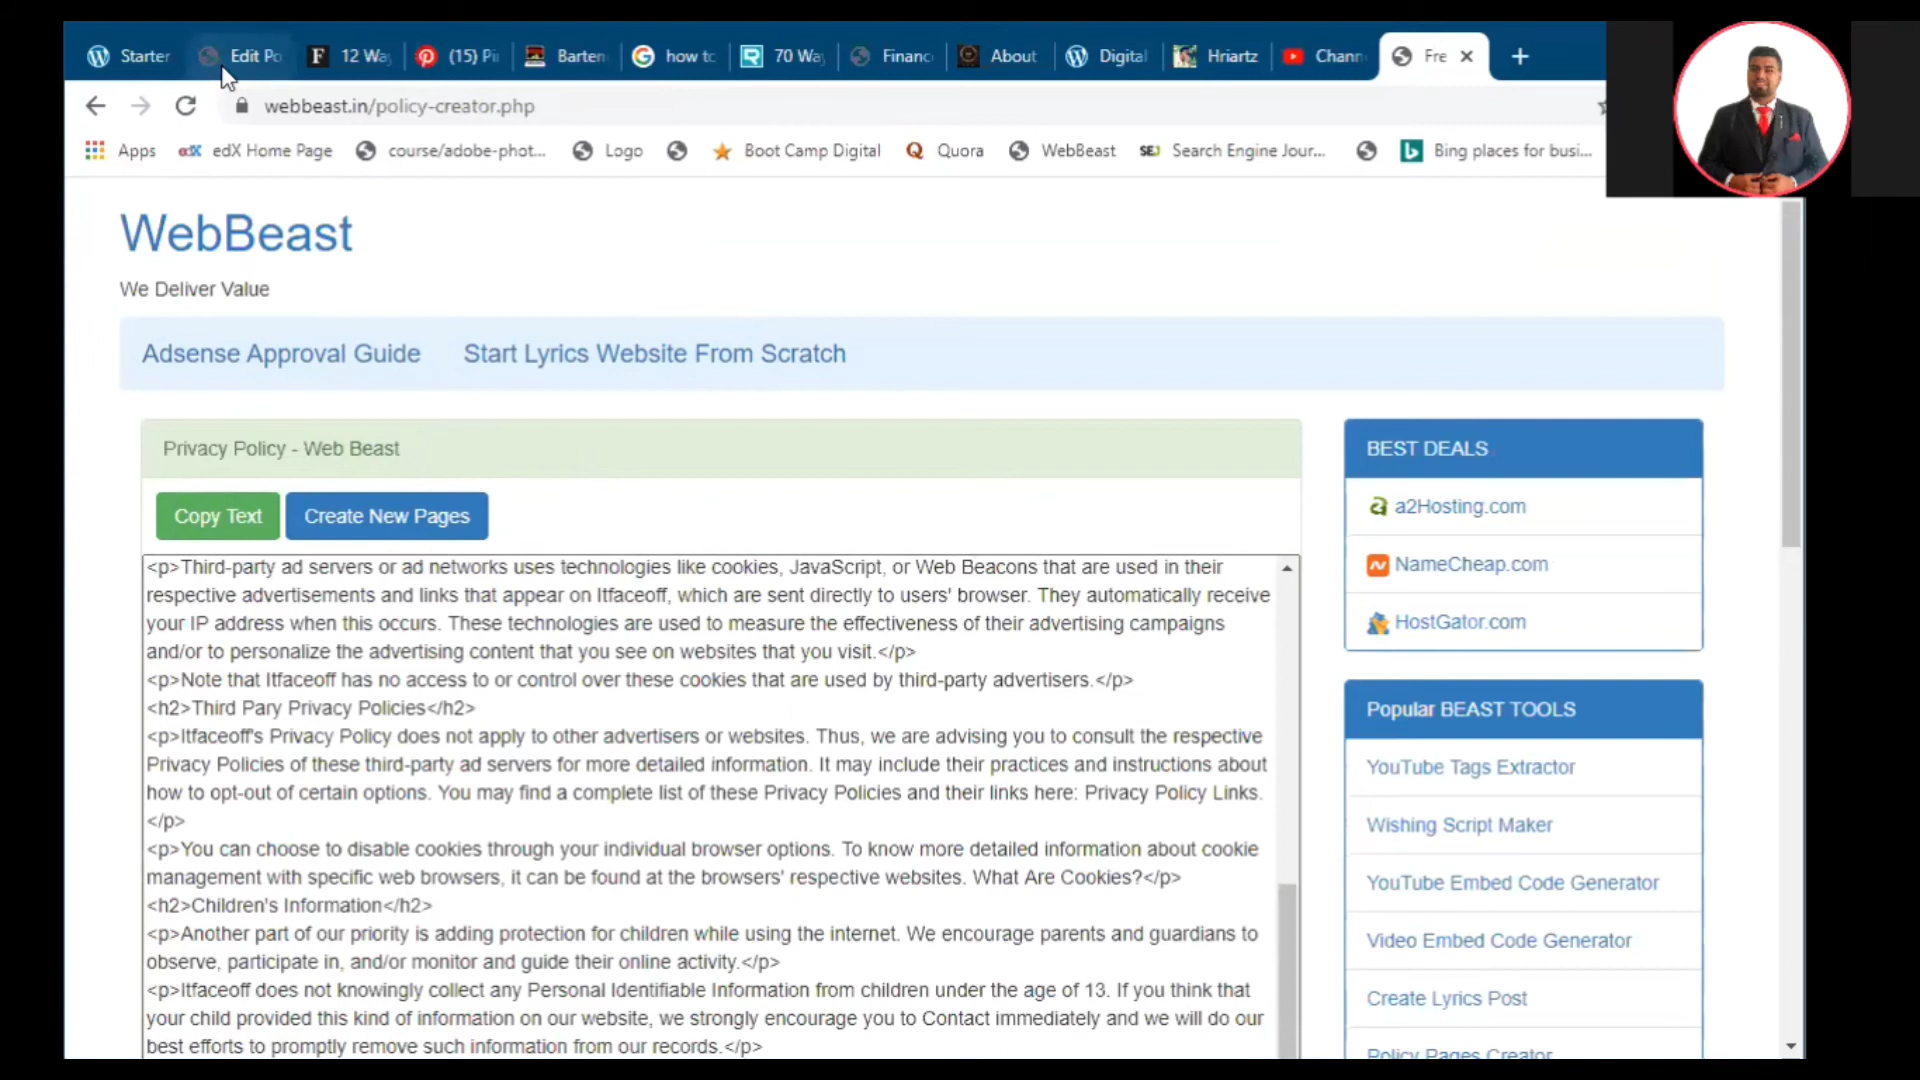 Starter Edit Po 12 Wa (15) Pi Barten how to 70 Wa Financ About Digital Hriartz Chann Fre
webbeast.in/policy-creator.php
Apps edX edX Home Page course/adobe-phot... Logo Boot Camp Digital Quora WebBeast SEJ Search Engine Jour... Bing places for busi...
WebBeast
We Deliver Value
Adsense Approval Guide Start Lyrics Website From Scratch
Privacy Policy - Web Beast
Copy Text Create New Pages
<p>Third-party ad servers or ad networks uses technologies like cookies, JavaScript, or Web Beacons that are used in their
respective advertisements and links that appear on Itfaceoff, which are sent directly to users' browser. They automatically receive
your IP address when this occurs. These technologies are used to measure the effectiveness of their advertising campaigns
and/or to personalize the advertising content that you see on websites that you visit.</p>
<p>Note that Itfaceoff has no access to or control over these cookies that are used by third-party advertisers.</p>
<h2>Third Pary Privacy Policies</h2>
<p>Itfaceoff's Privacy Policy does not apply to other advertisers or websites. Thus, we are advising you to consult the respective
Privacy Policies of these third-party ad servers for more detailed information. It may include their practices and instructions about
how to opt-out of certain options. You may find a complete list of these Privacy Policies and their links here: Privacy Policy Links.
</p>
<p>You can choose to disable cookies through your individual browser options. To know more detailed information about cookie
management with specific web browsers, it can be found at the browsers' respective websites. What Are Cookies?</p>
<h2>Children's Information</h2>
<p>Another part of our priority is adding protection for children while using the internet. We encourage parents and guardians to
observe, participate in, and/or monitor and guide their online activity.</p>
<p>Itfaceoff does not knowingly collect any Personal Identifiable Information from children under the age of 13. If you think that
your child provided this kind of information on our website, we strongly encourage you to Contact immediately and we will do our
best efforts to promptly remove such information from our records.</p>
BEST DEALS
a2Hosting.com
NameCheap.com
HostGator.com
Popular BEAST TOOLS
YouTube Tags Extractor
Wishing Script Maker
YouTube Embed Code Generator
Video Embed Code Generator
Create Lyrics Post
Policy Pages Creator